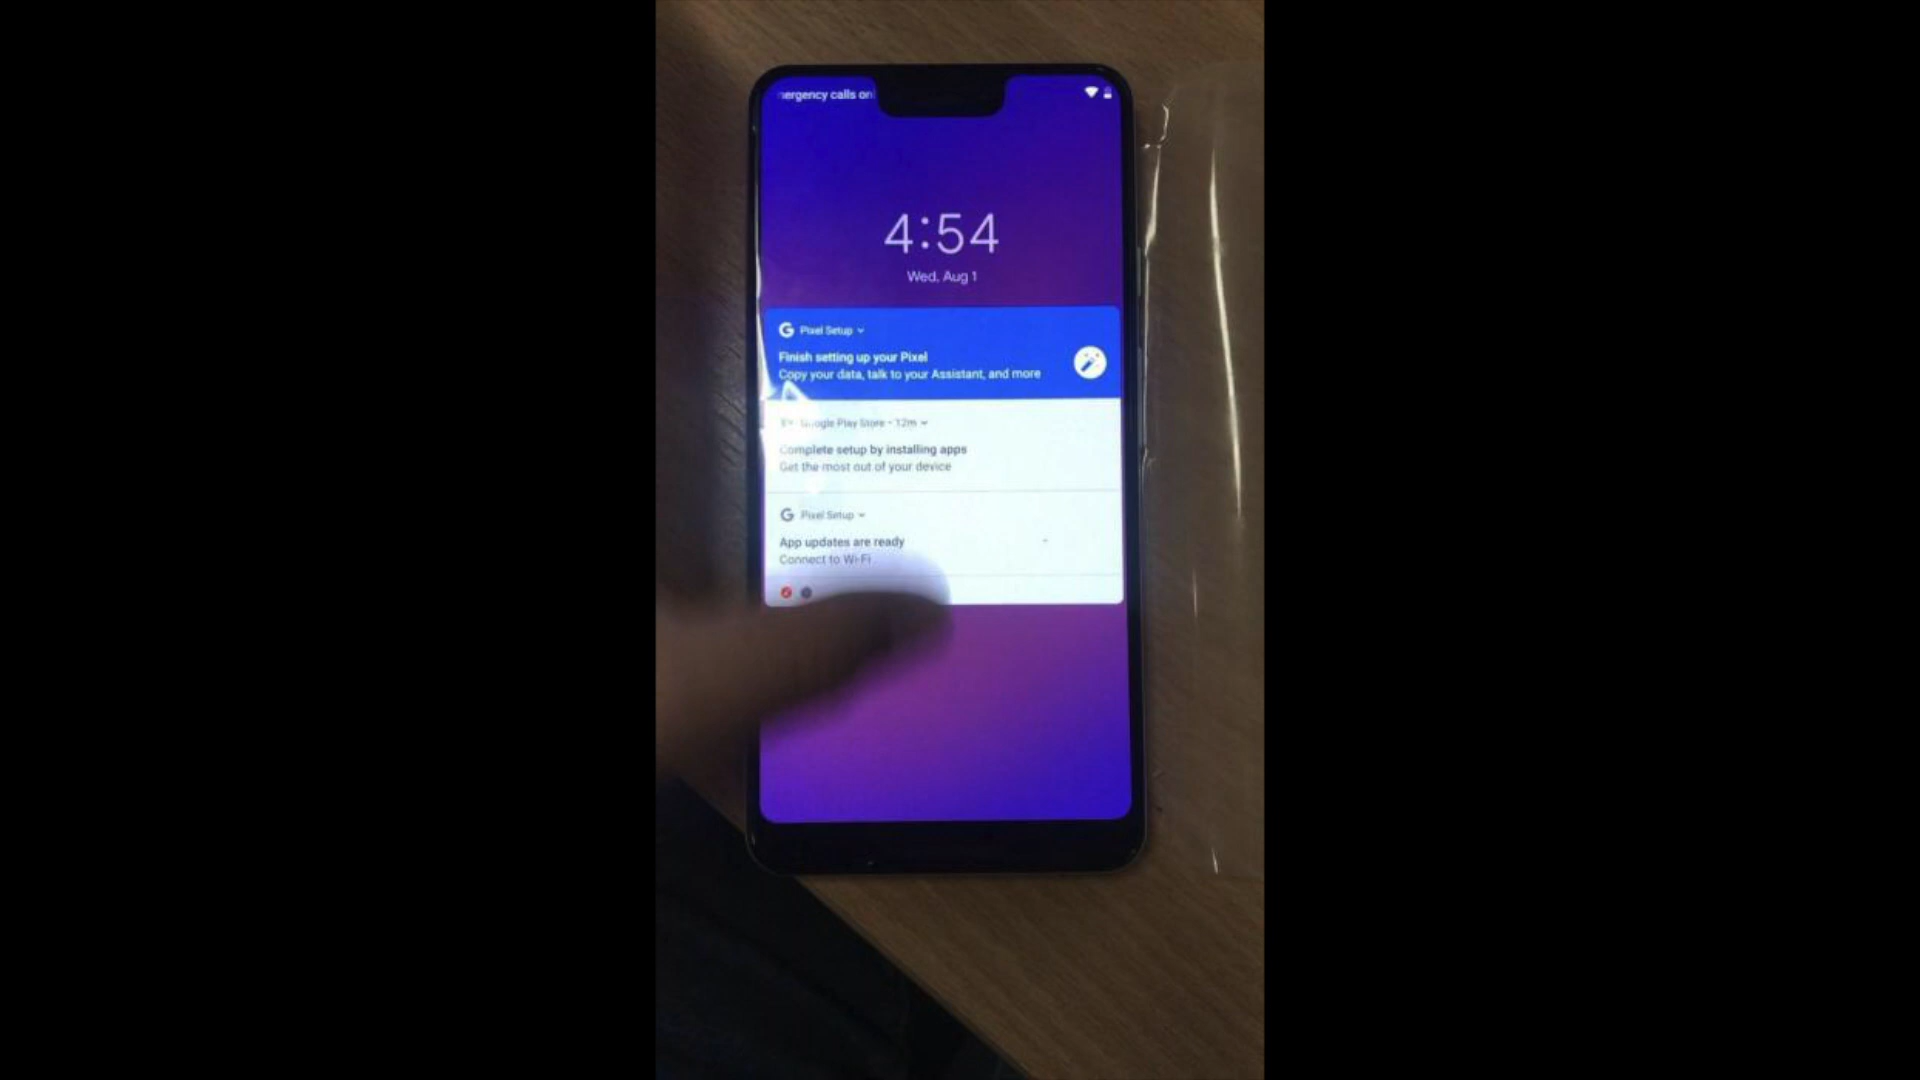 ergency calls on
4:54
Wed, Aug 1
Pixel Setup
Finish setting up your Pixel
Copy your data, talk to your Assistant, and more
Google Play Store • 12m
Complete setup by installing apps
Get the most out of your device
Pixel Setup
App updates are ready
Connect to Wi-Fi